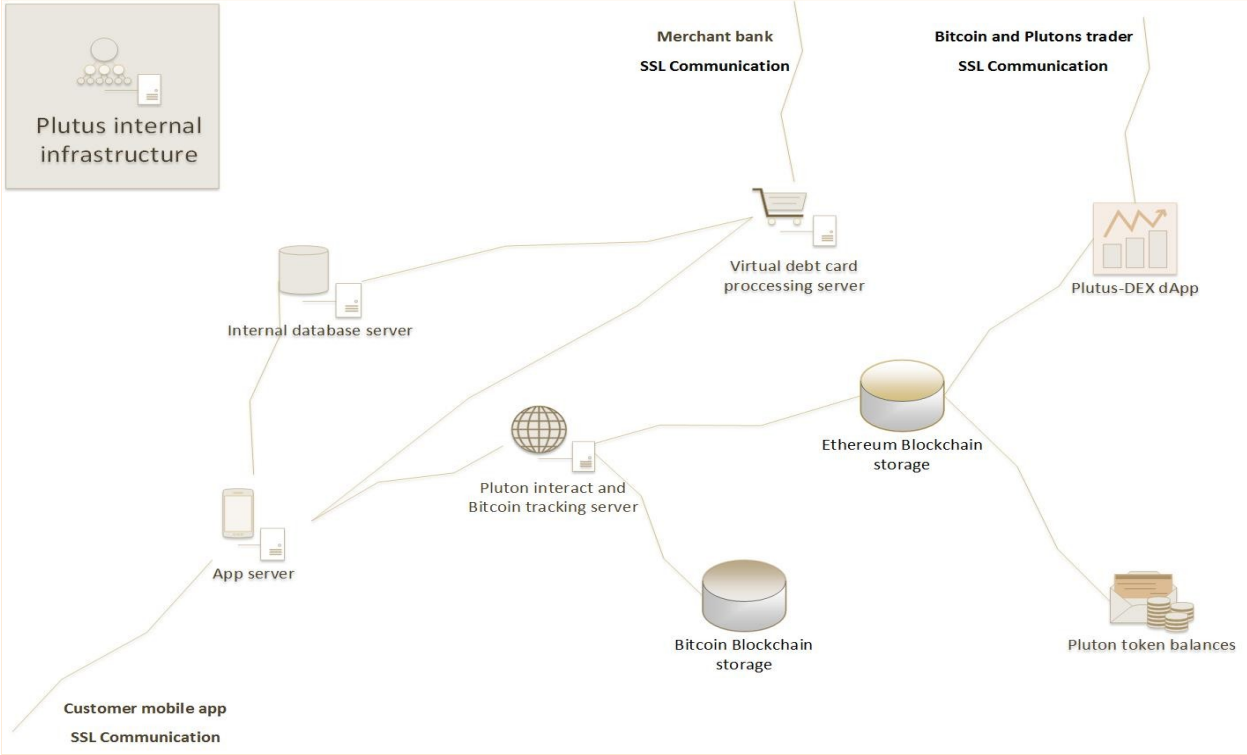 Plutus internal
infrastructure
Merchant bank
SSL Communication
Bitcoin and Plutons trader
SSL Communication
Virtual debt card
proccessing server
Plutus-DEX dApp
Internal database server
Ethereum Blockchain
storage
Pluton interact and
Bitcoin tracking server
App server
Bitcoin Blockchain
storage
Pluton token balances
Customer mobile app
SSL Communication